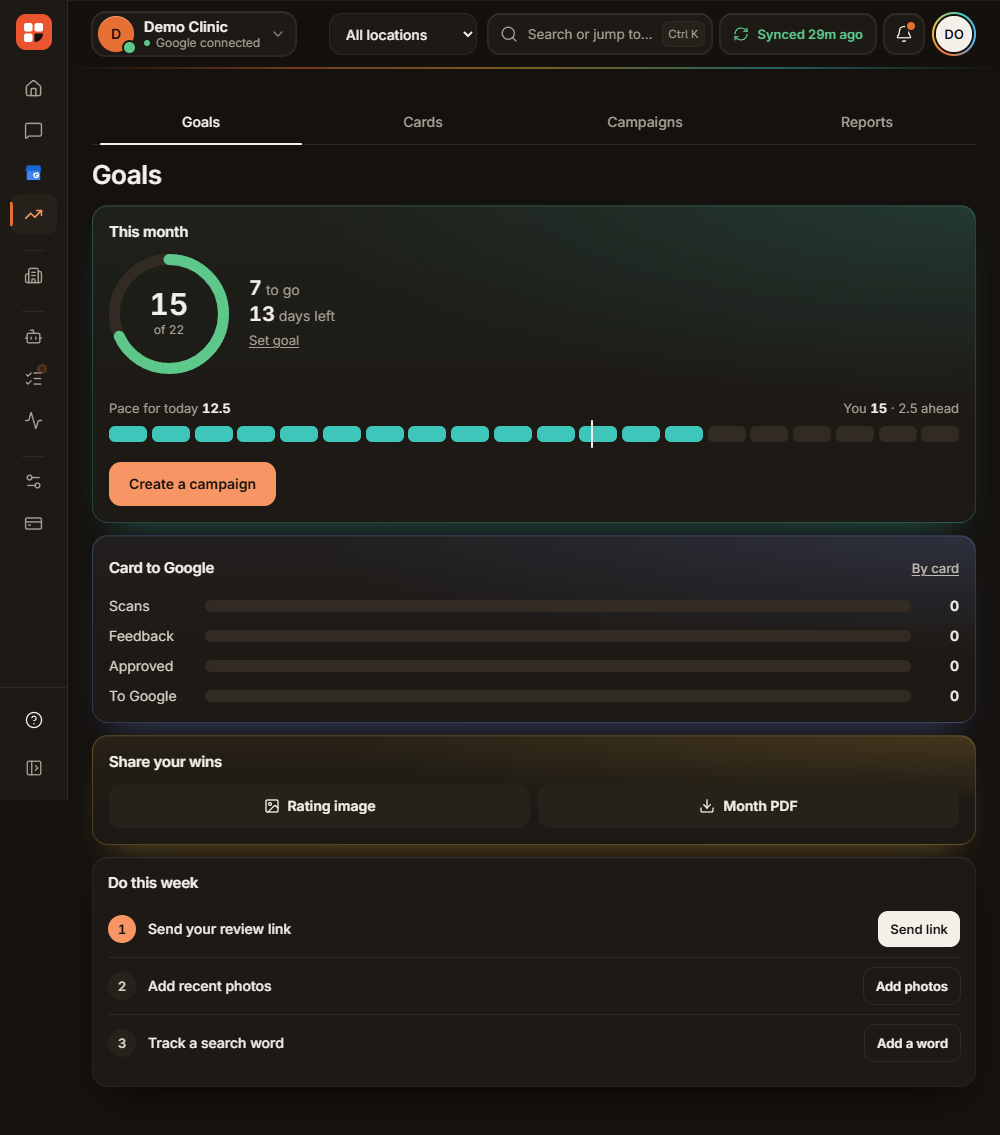 D
Demo Clinic
Google connected
All locations
Search or jump to...
Ctrl K
Synced 29m ago
DO
Goals
Cards
Campaigns
Reports
Goals
This month
15
of 22
7 to go
13 days left
Set goal
Pace for today 12.5
You 15 · 2.5 ahead
Create a campaign
Card to Google
By card
Scans 0
Feedback 0
Approved 0
To Google 0
Share your wins
Rating image
Month PDF
Do this week
1 Send your review link
Send link
2 Add recent photos
Add photos
3 Track a search word
Add a word